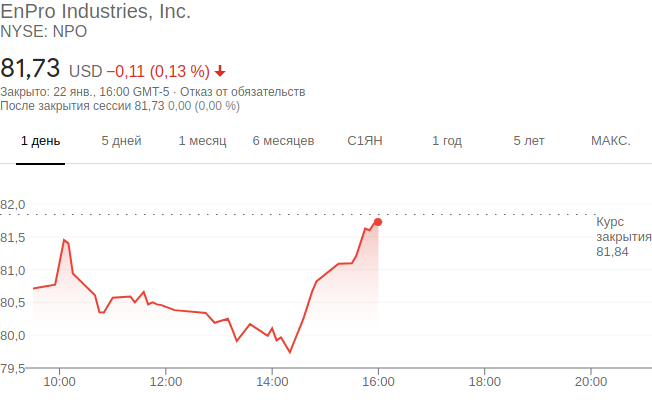 EnPro Industries, Inc.
NYSE: NPO
81,73 USD −0,11 (0,13 %)
Закрыто: 22 янв., 16:00 GMT-5 · Отказ от обязательств
После закрытия сессии 81,73 0,00 (0,00 %)
1 день 5 дней 1 месяц 6 месяцев С1ЯН 1 год 5 лет МАКС.
82,0
Курс
закрытия
81,84
81,5
81,0
80,5
80,0
79,5
10:00 12:00 14:00 16:00 18:00 20:00